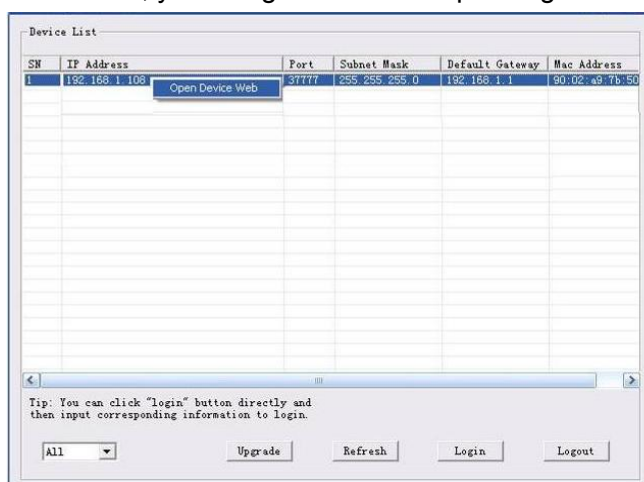 Device List
SN IP Address Port Subnet Mask Default Gateway Mac Address
1 192.168.1.108 37777 255.255.255.0 192.168.1.1 90:02:a9:7b:50
Open Device Web
Tip: You can click "login" button directly and
then input corresponding information to login.
All Upgrade Refresh Login Logout